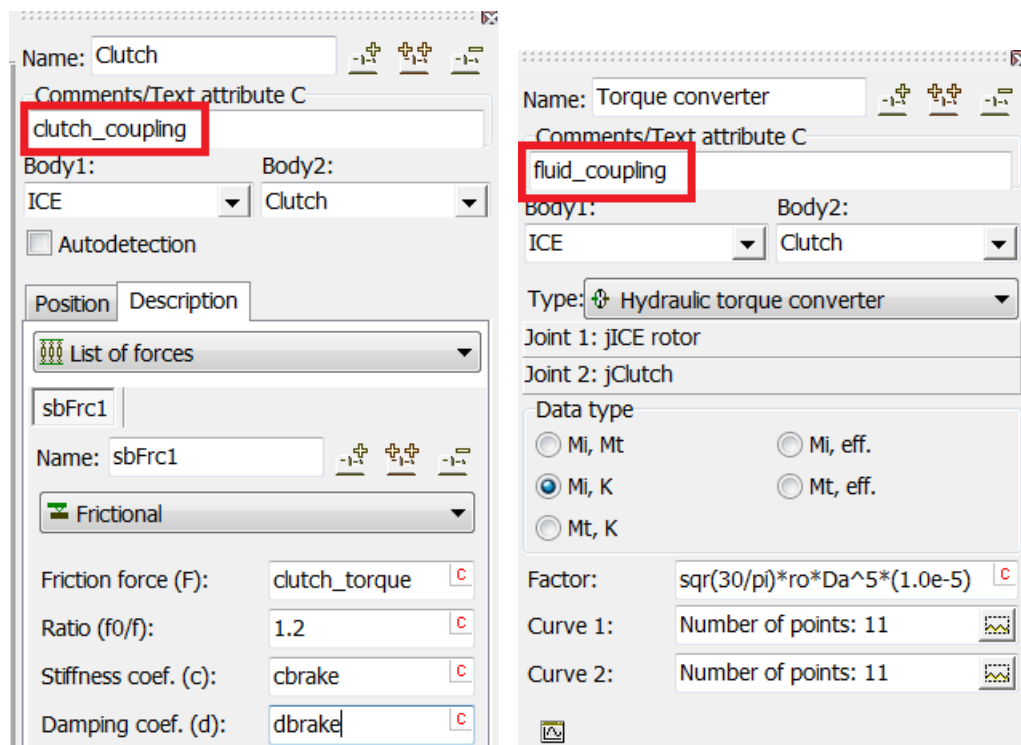 Name: Clutch
Comments/Text attribute C
clutch_coupling
Body1: Body2:
ICE Clutch
Autodetection
Position Description
List of forces
sbFrc1
Name: sbFrc1
Frictional
Friction force (F): clutch_torque C
Ratio (f0/f): 1.2 C
Stiffness coef. (c): cbrake C
Damping coef. (d): dbrake C
Name: Torque converter
Comments/Text attribute C
fluid_coupling
Body1: Body2:
ICE Clutch
Type: Hydraulic torque converter
Joint 1: jICE rotor
Joint 2: jClutch
Data type
Mi, Mt Mi, eff.
Mi, K Mt, eff.
Mt, K
Factor: sqr(30/pi)*ro*Da^5*(1.0e-5) C
Curve 1: Number of points: 11
Curve 2: Number of points: 11